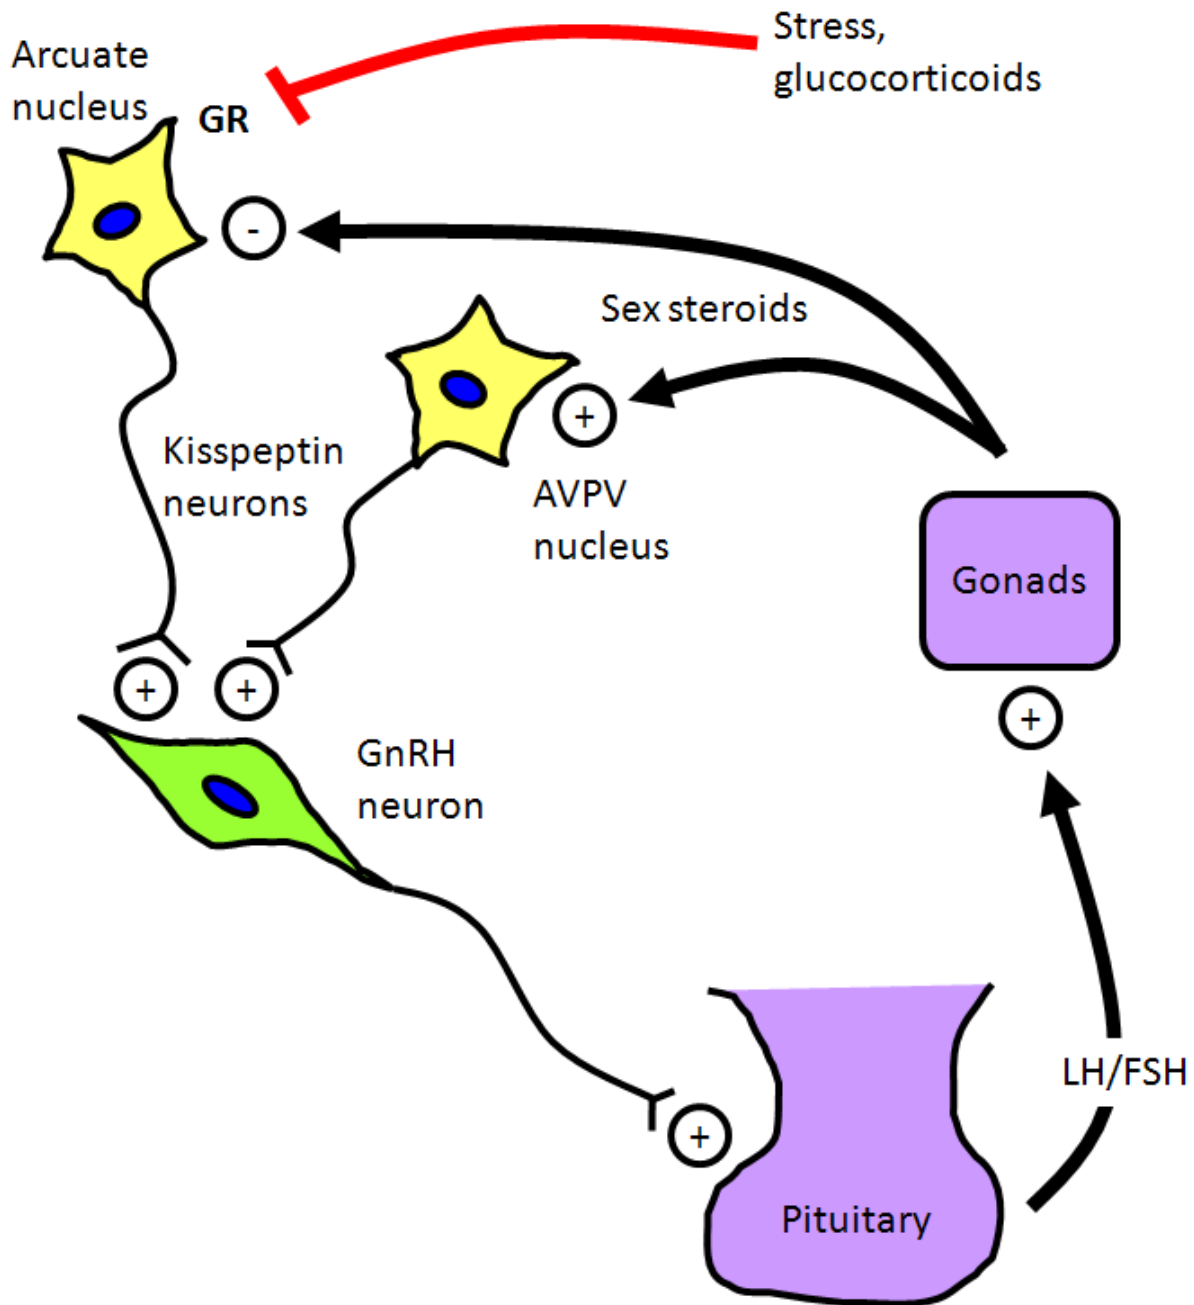 Stress,
glucocorticoids
Arcuate
nucleus
GR
-
Sex steroids
+
Kisspeptin
neurons
AVPV
nucleus
Gonads
+
+
+
GnRH
neuron
LH/FSH
+
Pituitary